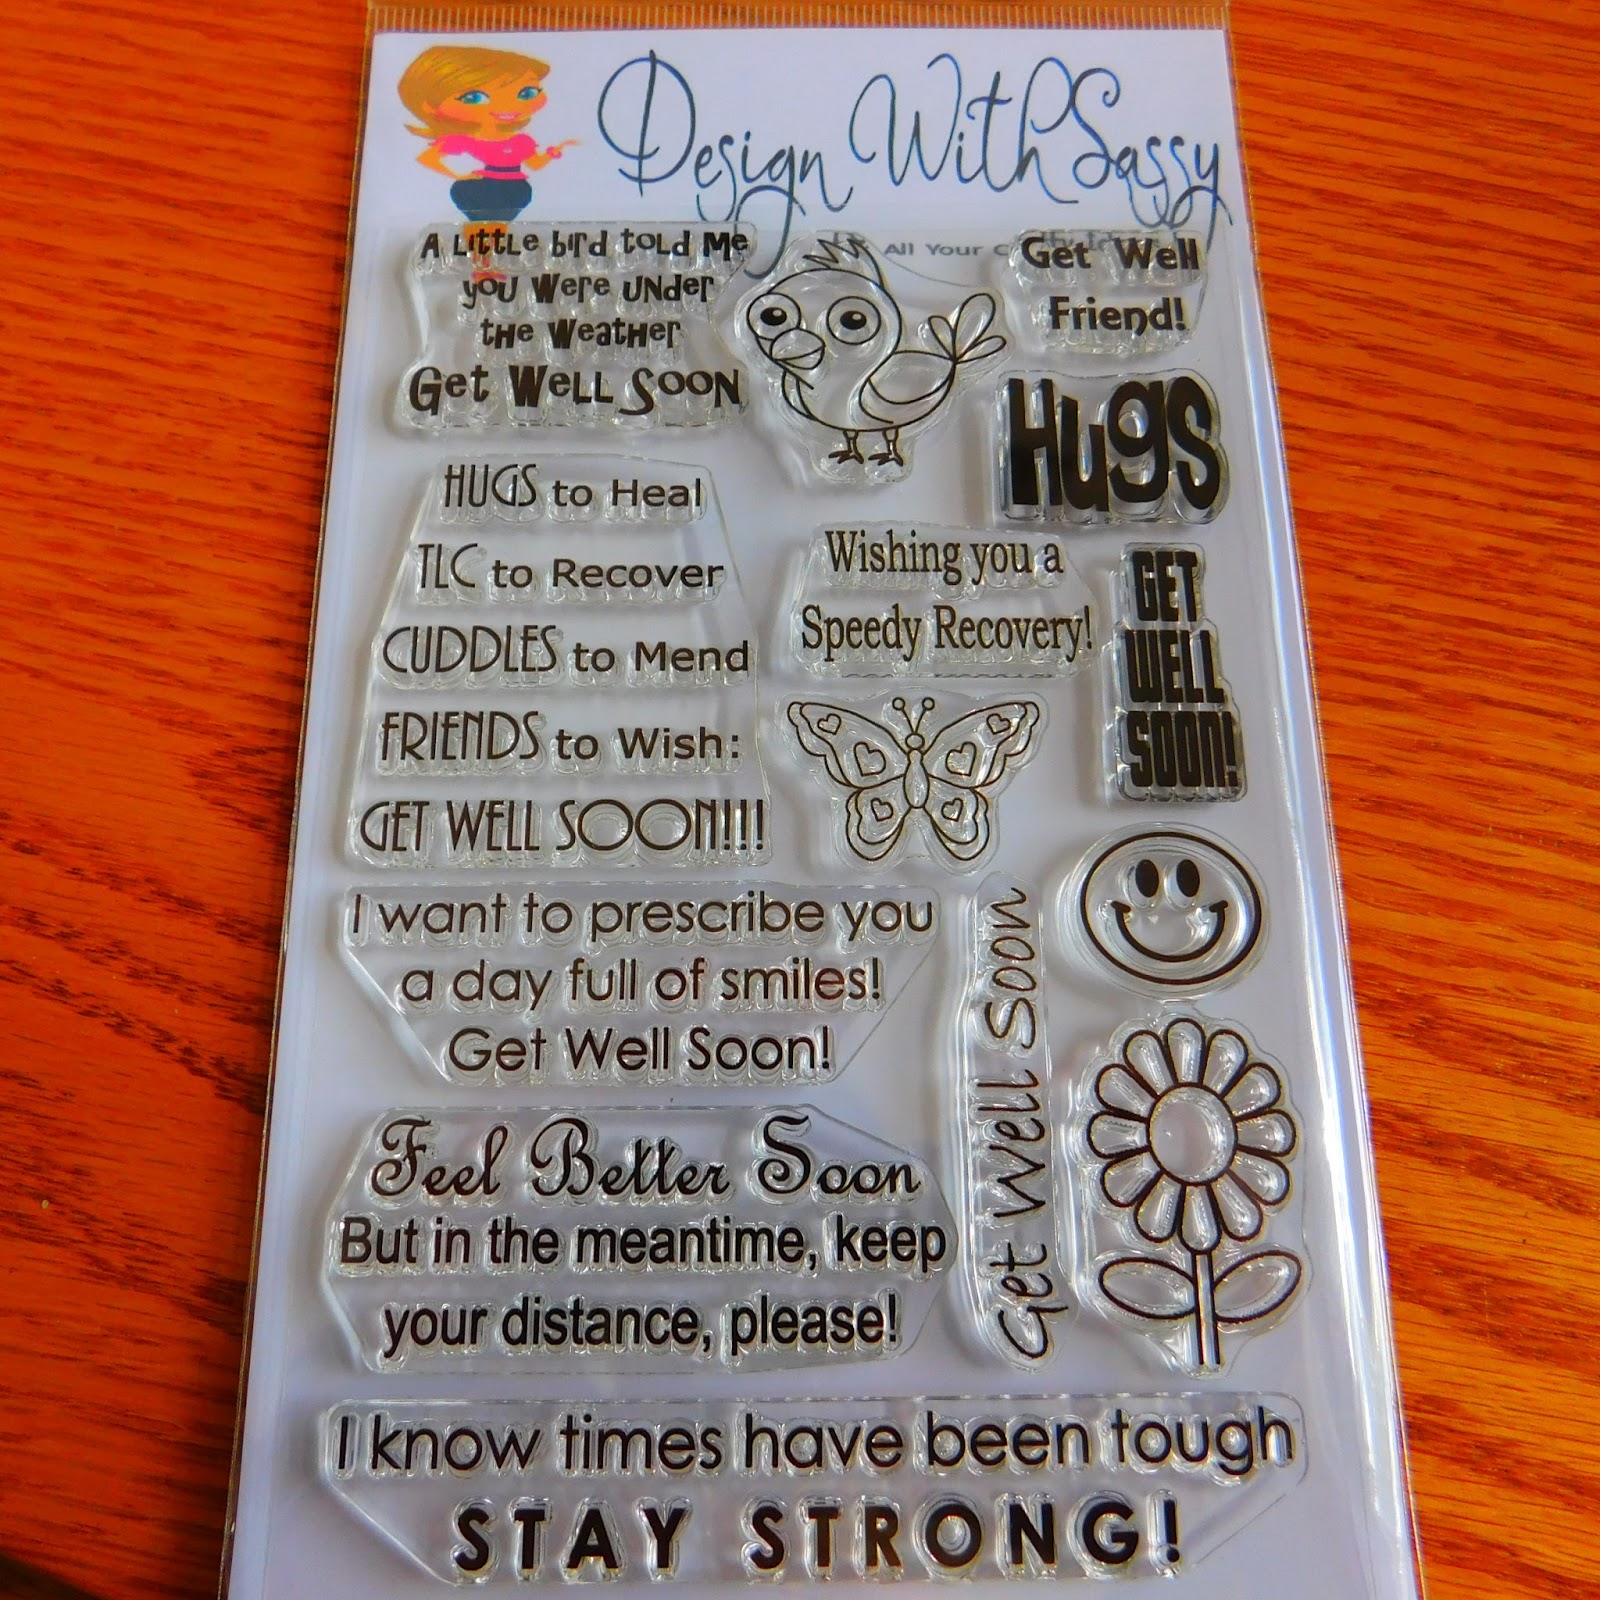 Design With Sassy
All Your C
A Little bird told Me
you Were Under
the Weather
Get Well Soon
Get Well
Friend!
Hugs
HUGS to Heal
TLC to Recover
CUDDLES to Mend
FRIENDS to Wish:
GET WELL SOON!!!
Wishing you a
Speedy Recovery!
GET
WELL
SOON!
I want to prescribe you
a day full of smiles!
Get Well Soon!
Get Well Soon
Feel Better Soon
But in the meantime, keep
your distance, please!
I know times have been tough
STAY STRONG!